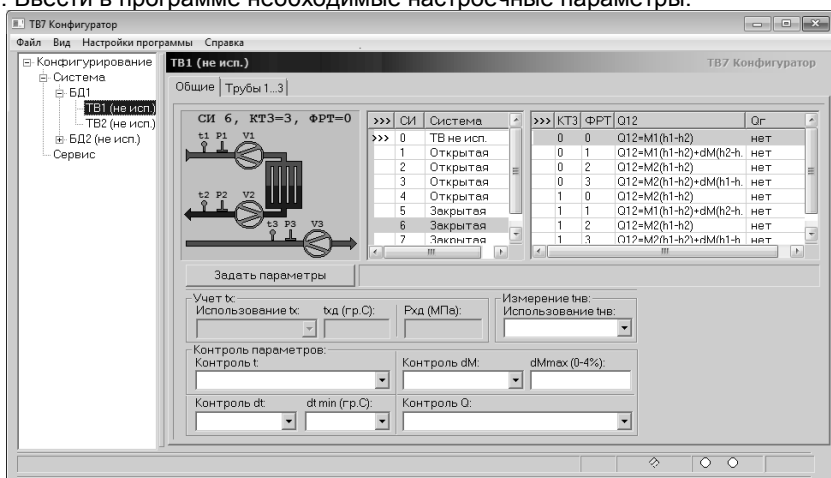 . Ввести в программе необходимые настроечные параметры.
ТВ7 Конфигуратор
Файл Вид Настройки программы Справка
Конфигурирование
Система
БД1
ТВ1 (не исп.)
ТВ2 (не исп.)
БД2 (не исп.)
Сервис
ТВ1 (не исп.) ТВ7 Конфигуратор
Общие Трубы 1...3
СИ 6, КТ3=3, ФРТ=0
t1 P1 V1
t2 P2 V2
t3 P3 V3
>>> СИ Система
>>> 0 ТВ не исп.
1 Открытая
2 Открытая
3 Открытая
4 Открытая
5 Закрытая
6 Закрытая
7 Закрытая
>>> КТ3 ФРТ Q12 Qг
0 0 Q12=M1(h1-h2) нет
0 1 Q12=M1(h1-h2)+dM(h2-h. нет
0 2 Q12=M2(h1-h2) нет
0 3 Q12=M2(h1-h2)+dM(h1-h. нет
1 0 Q12=M1(h1-h2) нет
1 1 Q12=M1(h1-h2)+dM(h2-h. нет
1 2 Q12=M2(h1-h2) нет
1 3 Q12=M2(h1-h2)+dM(h1-h. нет
Задать параметры
Учет tx:
Использование tx: txд (гр.С): Рхд (МПа):
Измерение tнв:
Использование tнв:
Контроль параметров:
Контроль t:
Контроль dM: dMmax (0-4%):
Контроль dt: dt min (гр.С): Контроль Q: